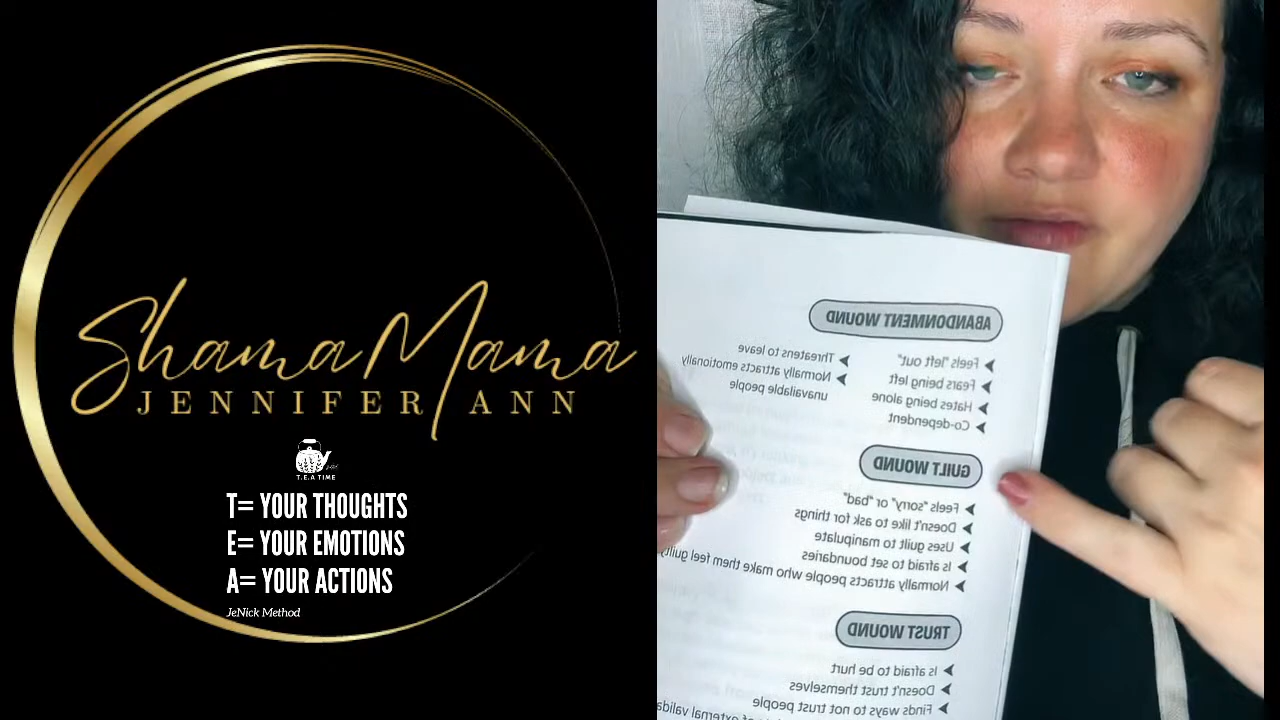 ShamaMama
JENNIFER ANN
T.E.A TIME
T= YOUR THOUGHTS
E= YOUR EMOTIONS
A= YOUR ACTIONS
JeNick Method
ABANDONMENT WOUND
Feels "left out"
Fears being left
Hates being alone
Co-dependent
Threatens to leave
Normally attracts emotionally
unavailable people
GUILT WOUND
Feels "sorry" or "bad"
Doesn't like to ask for things
Uses guilt to manipulate
Is afraid to set boundaries
Normally attracts people who make them feel guilty
TRUST WOUND
Is afraid to be hurt
Doesn't trust themselves
Finds ways to not trust people
of external